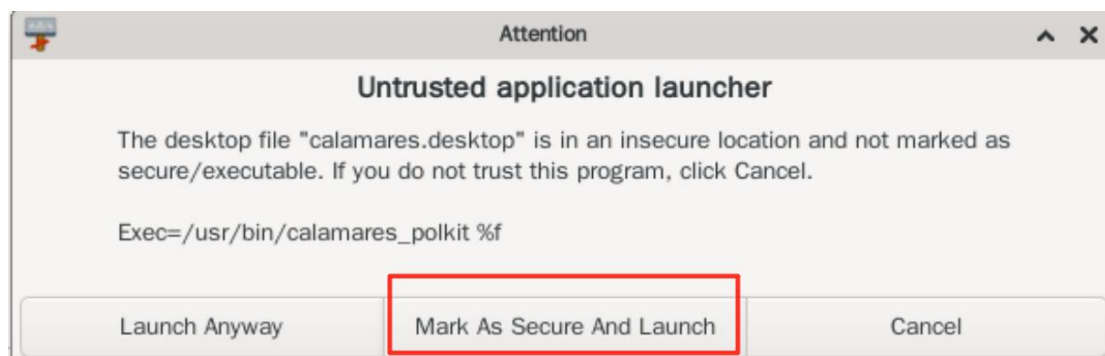 Attention
Untrusted application launcher
The desktop file "calamares.desktop" is in an insecure location and not marked as
secure/executable. If you do not trust this program, click Cancel.
Exec=/usr/bin/calamares_polkit %f
Launch Anyway
Mark As Secure And Launch
Cancel